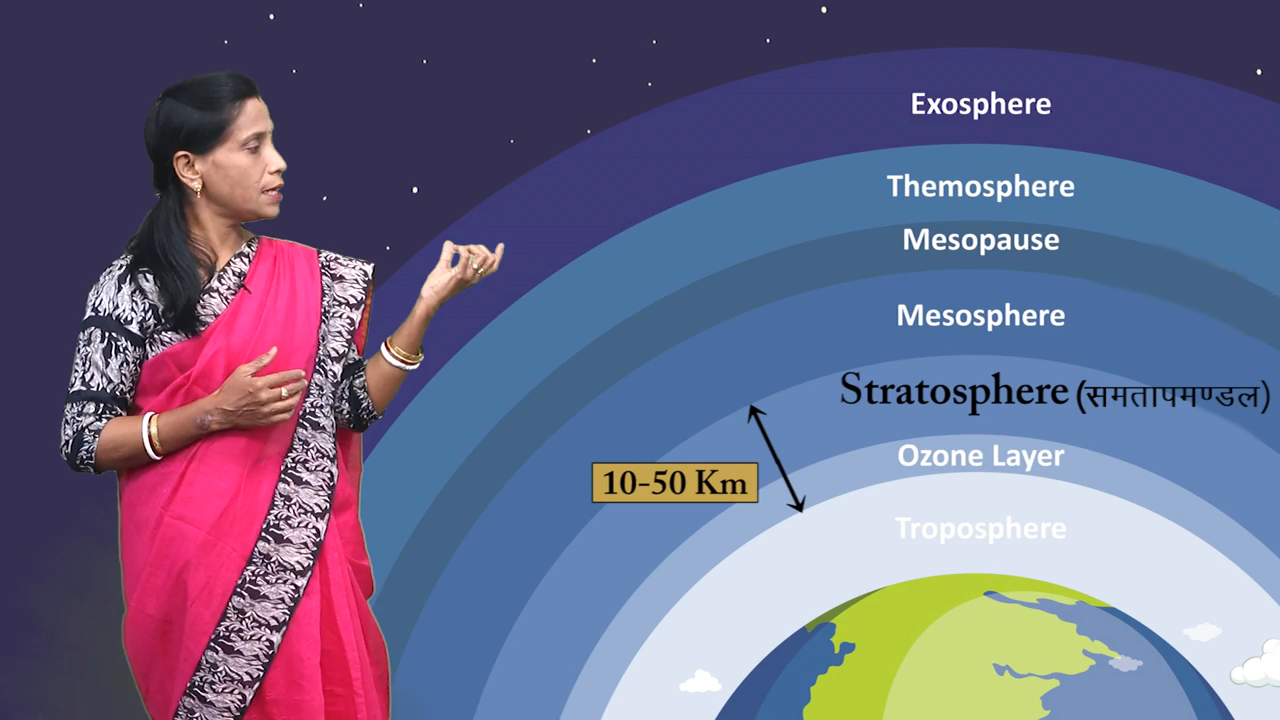 Exosphere
Themosphere
Mesopause
Mesosphere
Stratosphere (समतापमण्डल)
Ozone Layer
10-50 Km
Troposphere